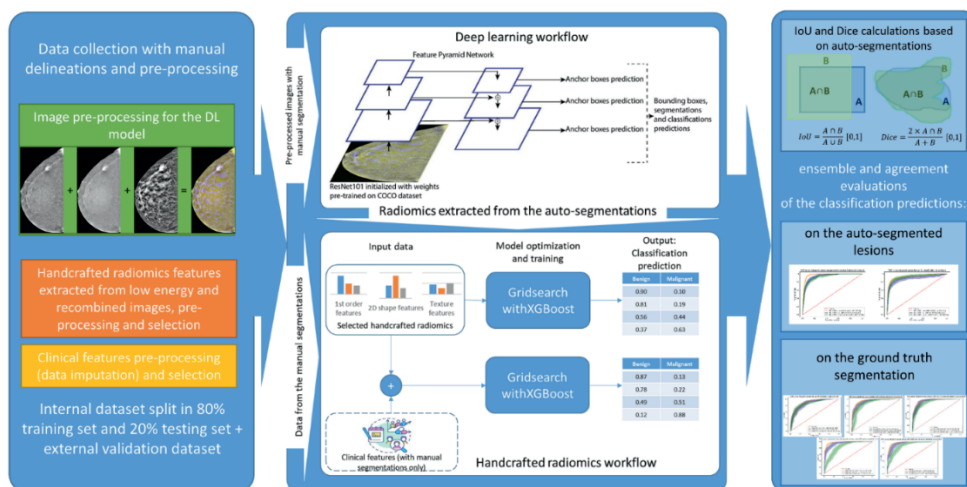 Data collection with manual
delineations and pre-processing
Image pre-processing for the DL
model
+
+
=
Handcrafted radiomics features
extracted from low energy and
recombined images, pre-
processing and selection
Clinical features pre-processing
(data imputation) and selection
Internal dataset split in 80%
training set and 20% testing set +
external validation dataset
Pre-processed images with
manual segmentation
Deep learning workflow
Feature Pyramid Network
Anchor boxes prediction
Anchor boxes prediction
Anchor boxes prediction
Bounding boxes,
segmentations and
classifications
predictions
ResNet101 initialized with weights
pre-trained on COCO dataset
Radiomics extracted from the auto-segmentations
Data from the manual segmentations
Input data
Model optimization
and training
Output:
Classification
prediction
1st order
features
2D shape features
Texture
features
Selected handcrafted radiomics
Gridsearch
withXGBoost
Benign Malignant
0.81 0.19
0.56 0.44
0.37 0.63
+
Gridsearch
withXGBoost
Benign Malignant
0.87 0.13
0.78 0.22
0.49 0.51
0.12 0.88
Clinical features (with manual
segmentations only)
Handcrafted radiomics workflow
IoU and Dice calculations based
on auto-segmentations
B
A∩B
A
B
A∩B
A
IoU = A ∩ B / A ∪ B [0,1]
Dice = 2 × A ∩ B / A + B [0,1]
ensemble and agreement
evaluations
of the classification predictions:
on the auto-segmented
lesions
on the ground truth
segmentation